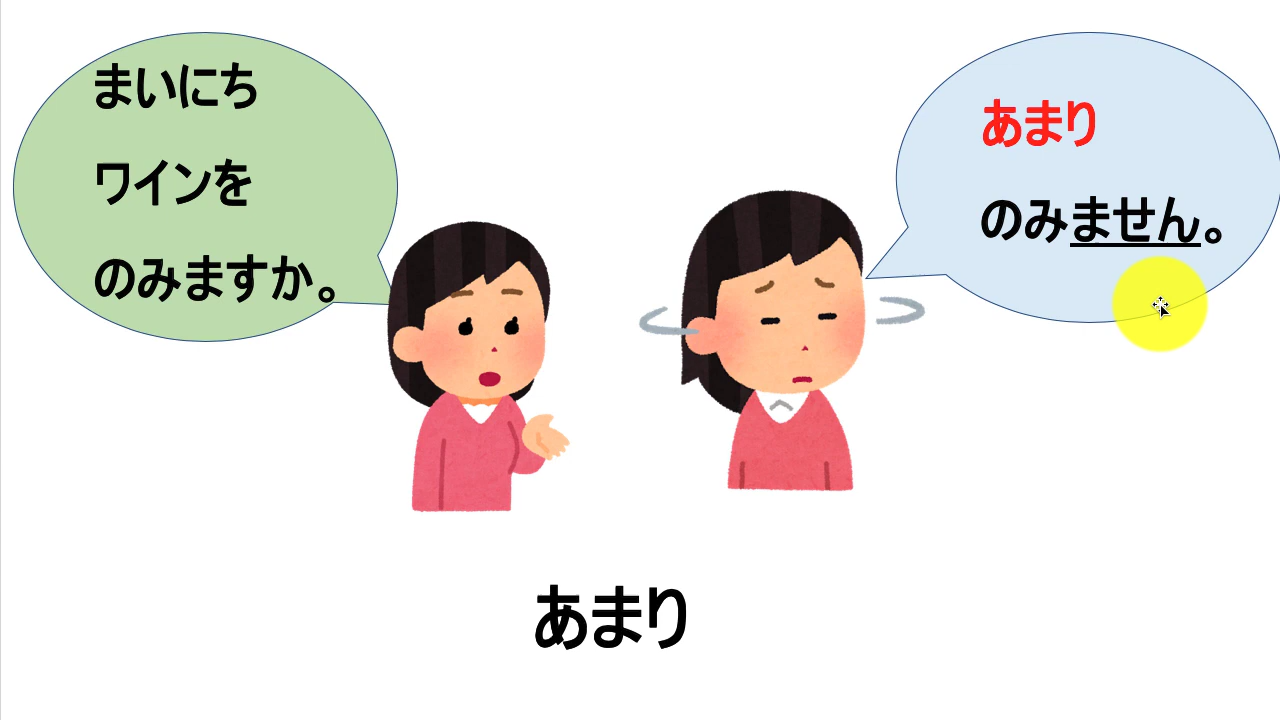 まいにち
ワインを
のみますか。
あまり
のみません。
あまり